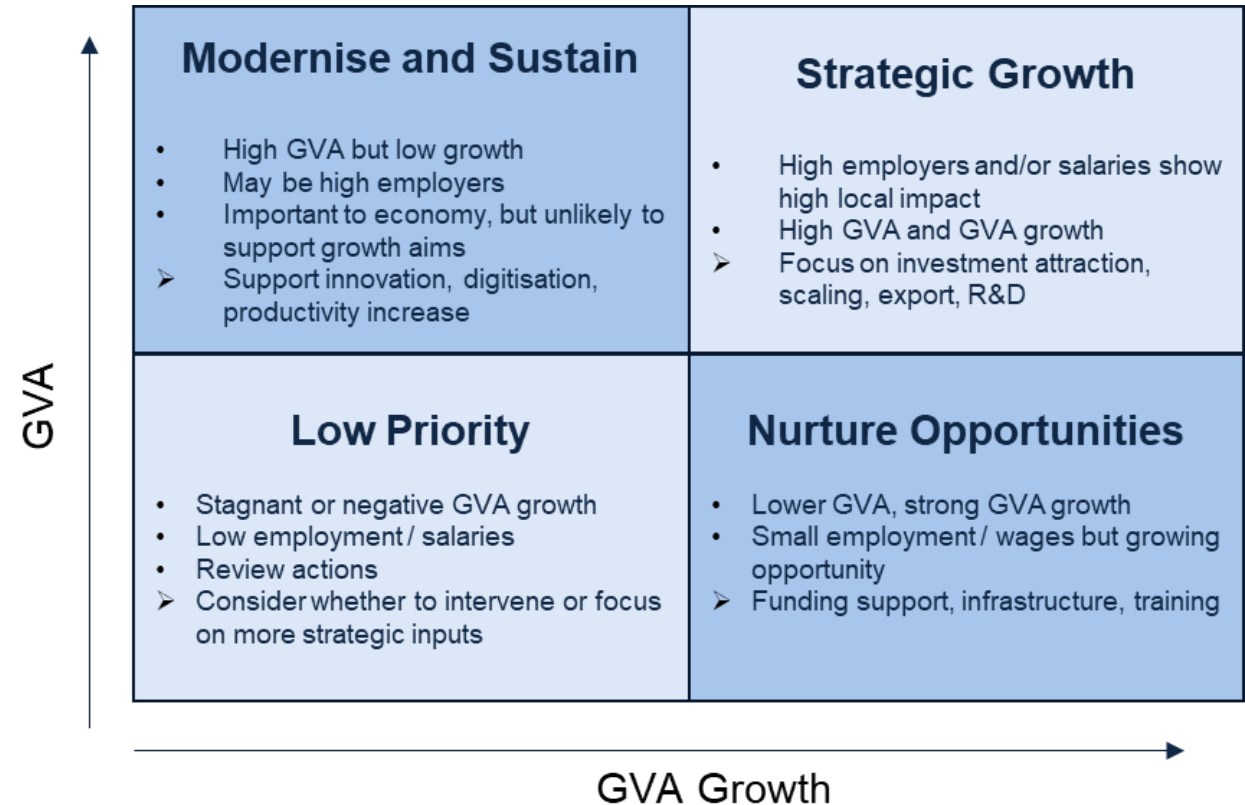 GVA
Modernise and Sustain
• High GVA but low growth
• May be high employers
• Important to economy, but unlikely to
support growth aims
➢ Support innovation, digitisation,
productivity increase
Strategic Growth
• High employers and/or salaries show
high local impact
• High GVA and GVA growth
➢ Focus on investment attraction,
scaling, export, R&D
Low Priority
• Stagnant or negative GVA growth
• Low employment / salaries
• Review actions
➢ Consider whether to intervene or focus
on more strategic inputs
Nurture Opportunities
• Lower GVA, strong GVA growth
• Small employment / wages but growing
opportunity
➢ Funding support, infrastructure, training
GVA Growth